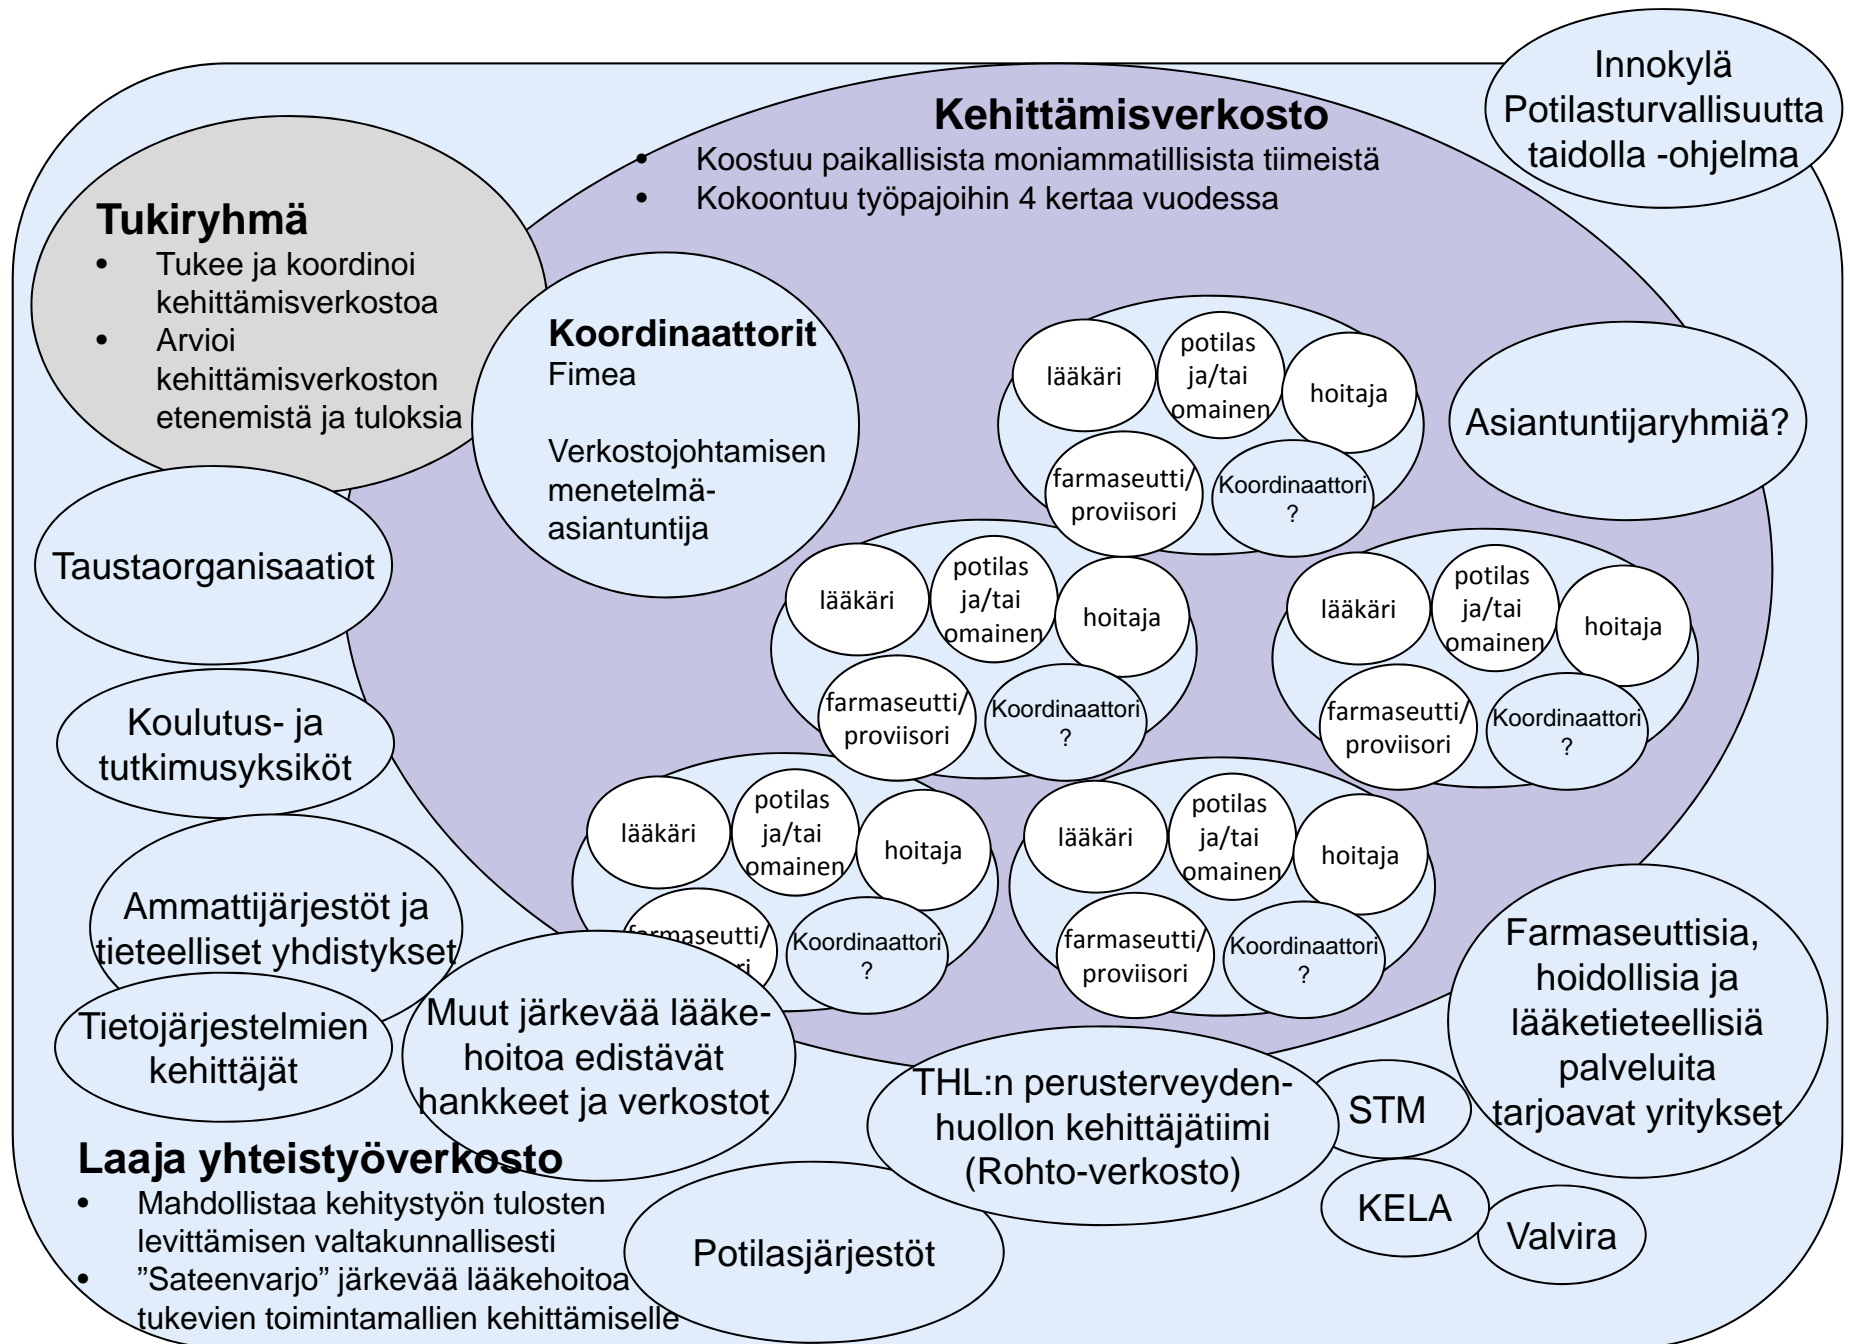 Innokylä
Potilasturvallisuutta
taidolla -ohjelma
Kehittämisverkosto
• Koostuu paikallisista moniammatillisista tiimeistä
• Kokoontuu työpajoihin 4 kertaa vuodessa
Tukiryhmä
• Tukee ja koordinoi
kehittämisverkostoa
• Arvioi
kehittämisverkoston
etenemistä ja tuloksia
Koordinaattorit
Fimea
Verkostojohtamisen
menetelmä-
asiantuntija
lääkäri
potilas
ja/tai
omainen
hoitaja
farmaseutti/
proviisori
Koordinaattori
?
Asiantuntijaryhmiä?
Taustaorganisaatiot
lääkäri
potilas
ja/tai
omainen
hoitaja
farmaseutti/
proviisori
Koordinaattori
?
lääkäri
potilas
ja/tai
omainen
hoitaja
farmaseutti/
proviisori
Koordinaattori
?
Koulutus- ja
tutkimusyksiköt
lääkäri
potilas
ja/tai
omainen
hoitaja
Koordinaattori
?
lääkäri
potilas
ja/tai
omainen
hoitaja
farmaseutti/
proviisori
Koordinaattori
?
Ammattijärjestöt ja
tieteelliset yhdistykset
Tietojärjestelmien
kehittäjät
Muut järkevää lääke-
hoitoa edistävät
hankkeet ja verkostot
THL:n perusterveyden-
huollon kehittäjätiimi
(Rohto-verkosto)
STM
KELA
Valvira
Farmaseuttisia,
hoidollisia ja
lääketieteellisiä
palveluita
tarjoavat yritykset
Laaja yhteistyöverkosto
• Mahdollistaa kehitystyön tulosten
levittämisen valtakunnallisesti
• ”Sateenvarjo” järkevää lääkehoitoa
tukevien toimintamallien kehittämiselle
Potilasjärjestöt